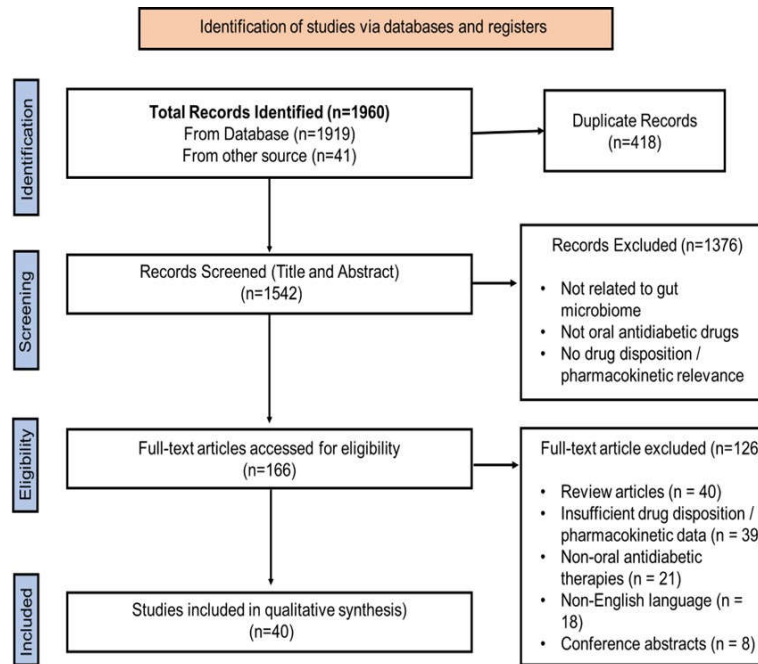 Identification of studies via databases and registers
Identification
Total Records Identified (n=1960)
From Database (n=1919)
From other source (n=41)
Duplicate Records
(n=418)
Screening
Records Screened (Title and Abstract)
(n=1542)
Records Excluded (n=1376)
• Not related to gut
microbiome
• Not oral antidiabetic drugs
• No drug disposition /
pharmacokinetic relevance
Eligibility
Full-text articles accessed for eligibility
(n=166)
Full-text article excluded (n=126
• Review articles (n = 40)
• Insufficient drug disposition /
pharmacokinetic data (n = 39
• Non-oral antidiabetic
therapies (n = 21)
• Non-English language (n =
18)
• Conference abstracts (n = 8)
Included
Studies included in qualitative synthesis)
(n=40)